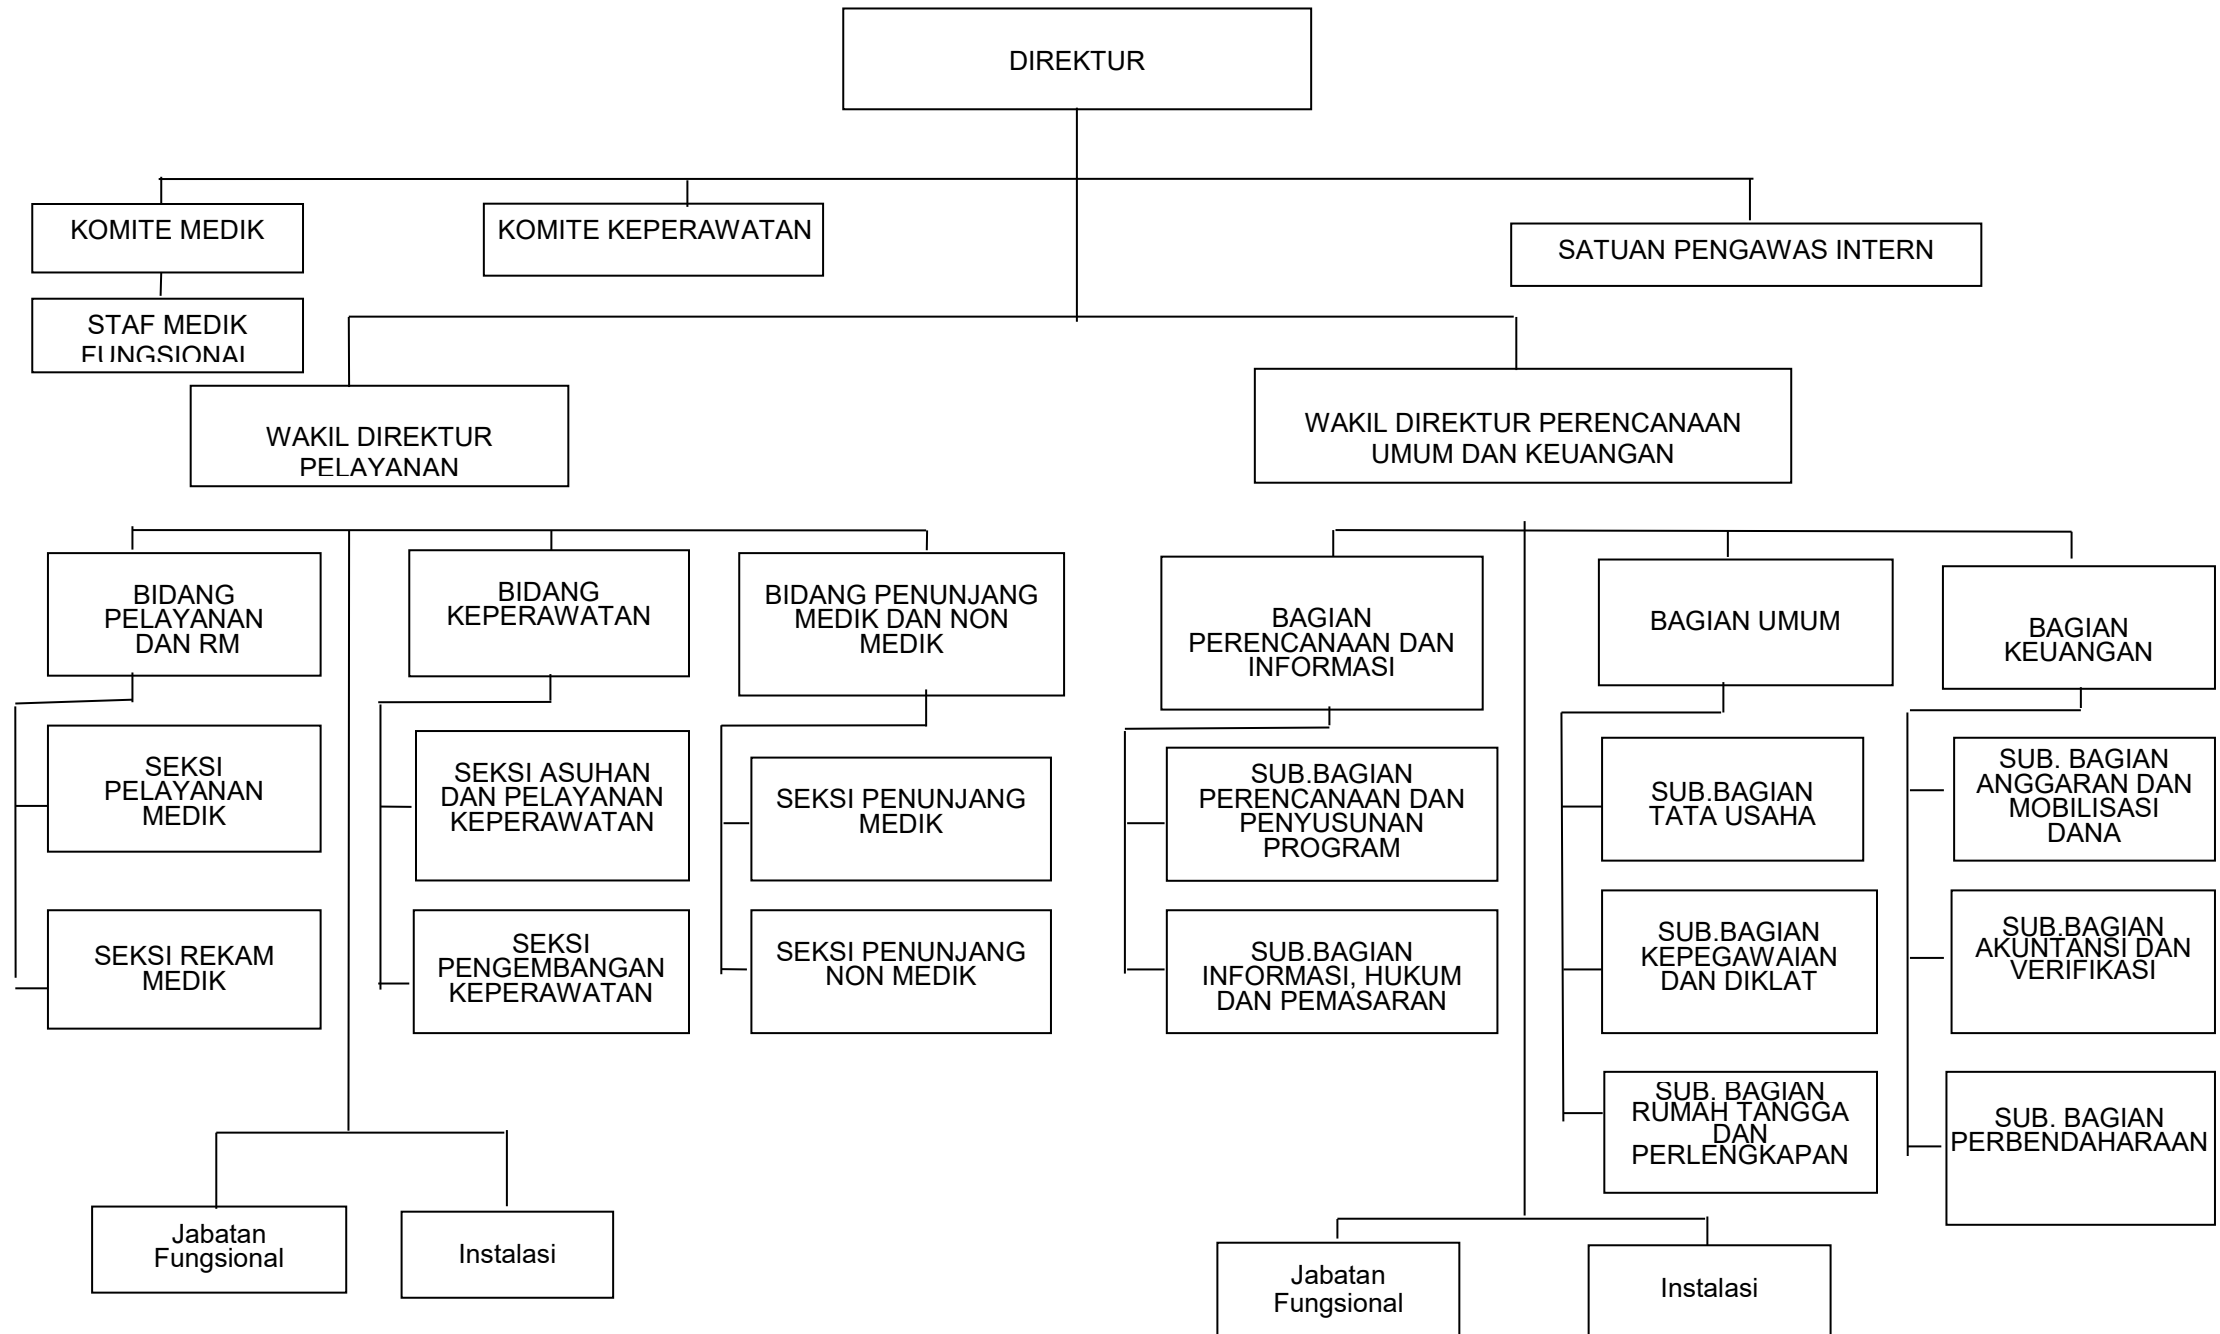 DIREKTUR
KOMITE MEDIK
KOMITE KEPERAWATAN
SATUAN PENGAWAS INTERN
STAF MEDIK
FUNGSIONAL
WAKIL DIREKTUR
PELAYANAN
WAKIL DIREKTUR PERENCANAAN
UMUM DAN KEUANGAN
BIDANG
PELAYANAN
DAN RM
BIDANG
KEPERAWATAN
BIDANG PENUNJANG
MEDIK DAN NON
MEDIK
BAGIAN
PERENCANAAN DAN
INFORMASI
BAGIAN UMUM
BAGIAN
KEUANGAN
SEKSI
PELAYANAN
MEDIK
SEKSI ASUHAN
DAN PELAYANAN
KEPERAWATAN
SEKSI PENUNJANG
MEDIK
SUB.BAGIAN
PERENCANAAN DAN
PENYUSUNAN
PROGRAM
SUB.BAGIAN
TATA USAHA
SUB. BAGIAN
ANGGARAN DAN
MOBILISASI
DANA
SEKSI REKAM
MEDIK
SEKSI
PENGEMBANGAN
KEPERAWATAN
SEKSI PENUNJANG
NON MEDIK
SUB.BAGIAN
INFORMASI, HUKUM
DAN PEMASARAN
SUB.BAGIAN
KEPEGAWAIAN
DAN DIKLAT
SUB.BAGIAN
AKUNTANSI DAN
VERIFIKASI
SUB. BAGIAN
RUMAH TANGGA
DAN
PERLENGKAPAN
SUB. BAGIAN
PERBENDAHARAAN
Jabatan
Fungsional
Instalasi
Jabatan
Fungsional
Instalasi